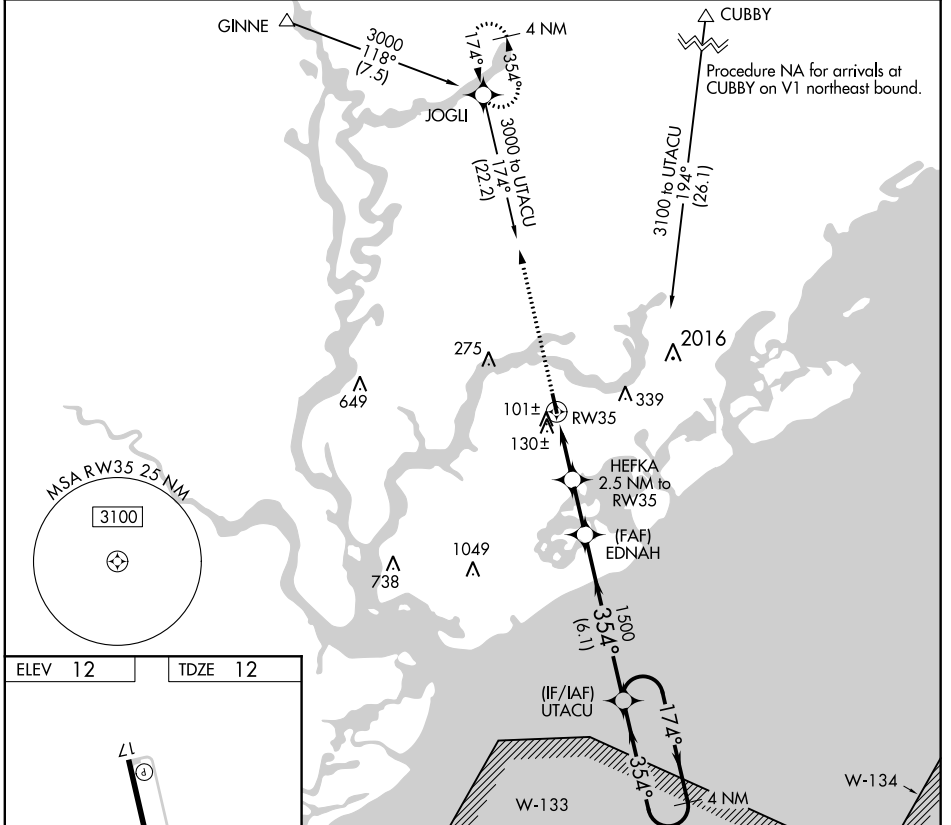 GINNE
3000
118°
(7.5)
174°
354°
4 NM
JOGLI
3000 to UTACU
174°
(22.2)
CUBBY
Procedure NA for arrivals at
CUBBY on V1 northeast bound.
3100 to UTACU
194°
(26.1)
2016
275
649
339
101±
RW35
130±
HEFKA
2.5 NM to
RW35
(FAF)
EDNAH
MSA RW35 25 NM
3100
1049
738
1500
354°
(6.1)
(IF/IAF)
UTACU
174°
354°
4 NM
W-133
W-134
ELEV 12
TDZE 12
17
P